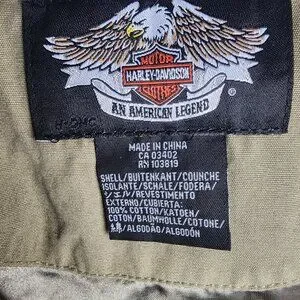 MOTOR
HARLEY-DAVIDSON
CLOTHES
AN AMERICAN LEGEND
MADE IN CHINA
CA 03402
RN 103819
SHELL/BUITENKANT/COUNCHE
ISOLANTE/SCHALE/FODERA/
シェル/REVESTIMENTO
EXTERNO/CUBIERTA:
100% COTTON/KATOEN/
COTON/BAUMWOLLE/COTONE/
綿/ALGODÃO/ALGODÓN